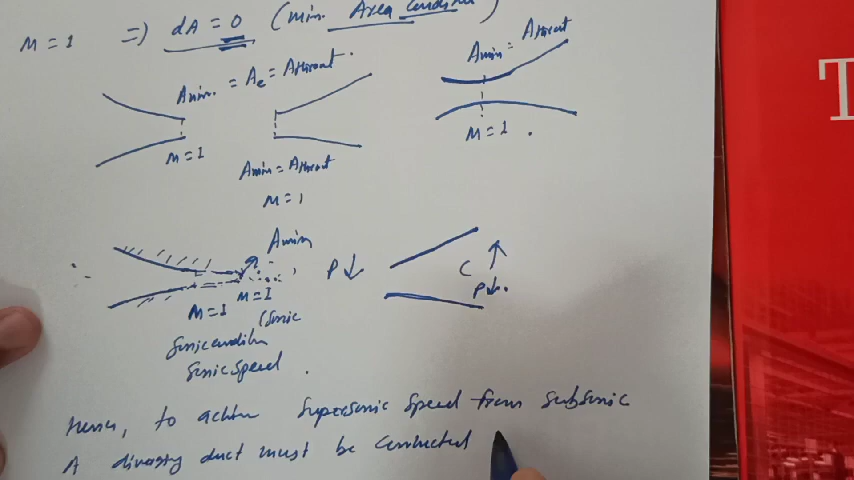 M = 1 => dA = 0 (min. Area Condition)
Amin. = Ae = Athroat.
Amin = Athroat
M = 1
M = 1.
Amin = Athroat
M = 1
Amin
P↓
C ↑
P↓.
M = 1
M = 1
(Sonic
Sonic condition
Sonic speed.
Hence, to achieve Supersonic Speed from Subsonic
A diverging duct must be connected
T